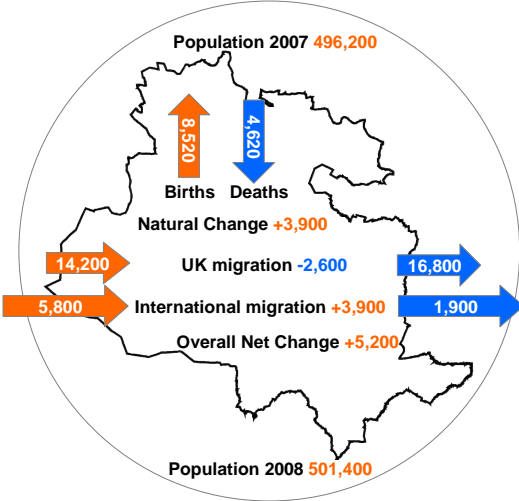 Population 2007 496,200
8,520 4,620
Births Deaths
Natural Change +3,900
14,200 UK migration -2,600 16,800
5,800 International migration +3,900 1,900
Overall Net Change +5,200
Population 2008 501,400